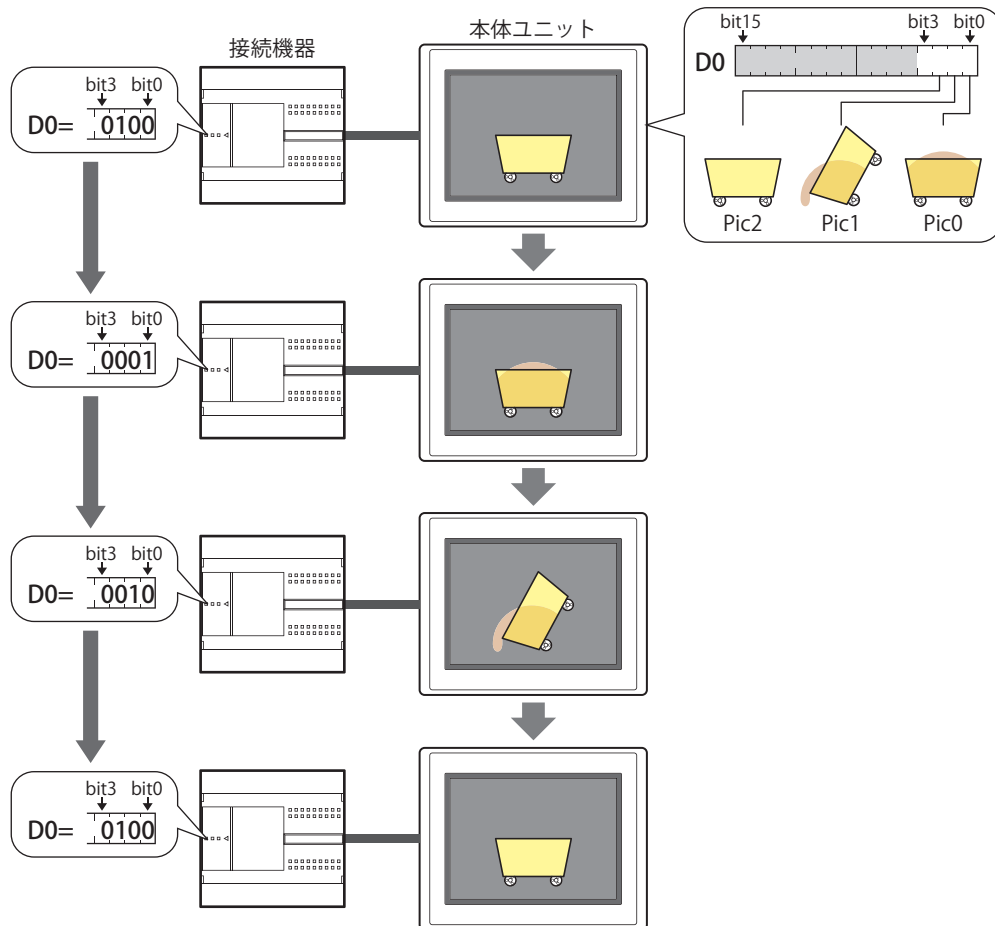 接続機器
本体ユニット
bit15
bit3
bit0
D0
Pic2
Pic1
Pic0
bit3
bit0
D0=
0100
bit3
bit0
D0=
0001
bit3
bit0
D0=
0010
bit3
bit0
D0=
0100